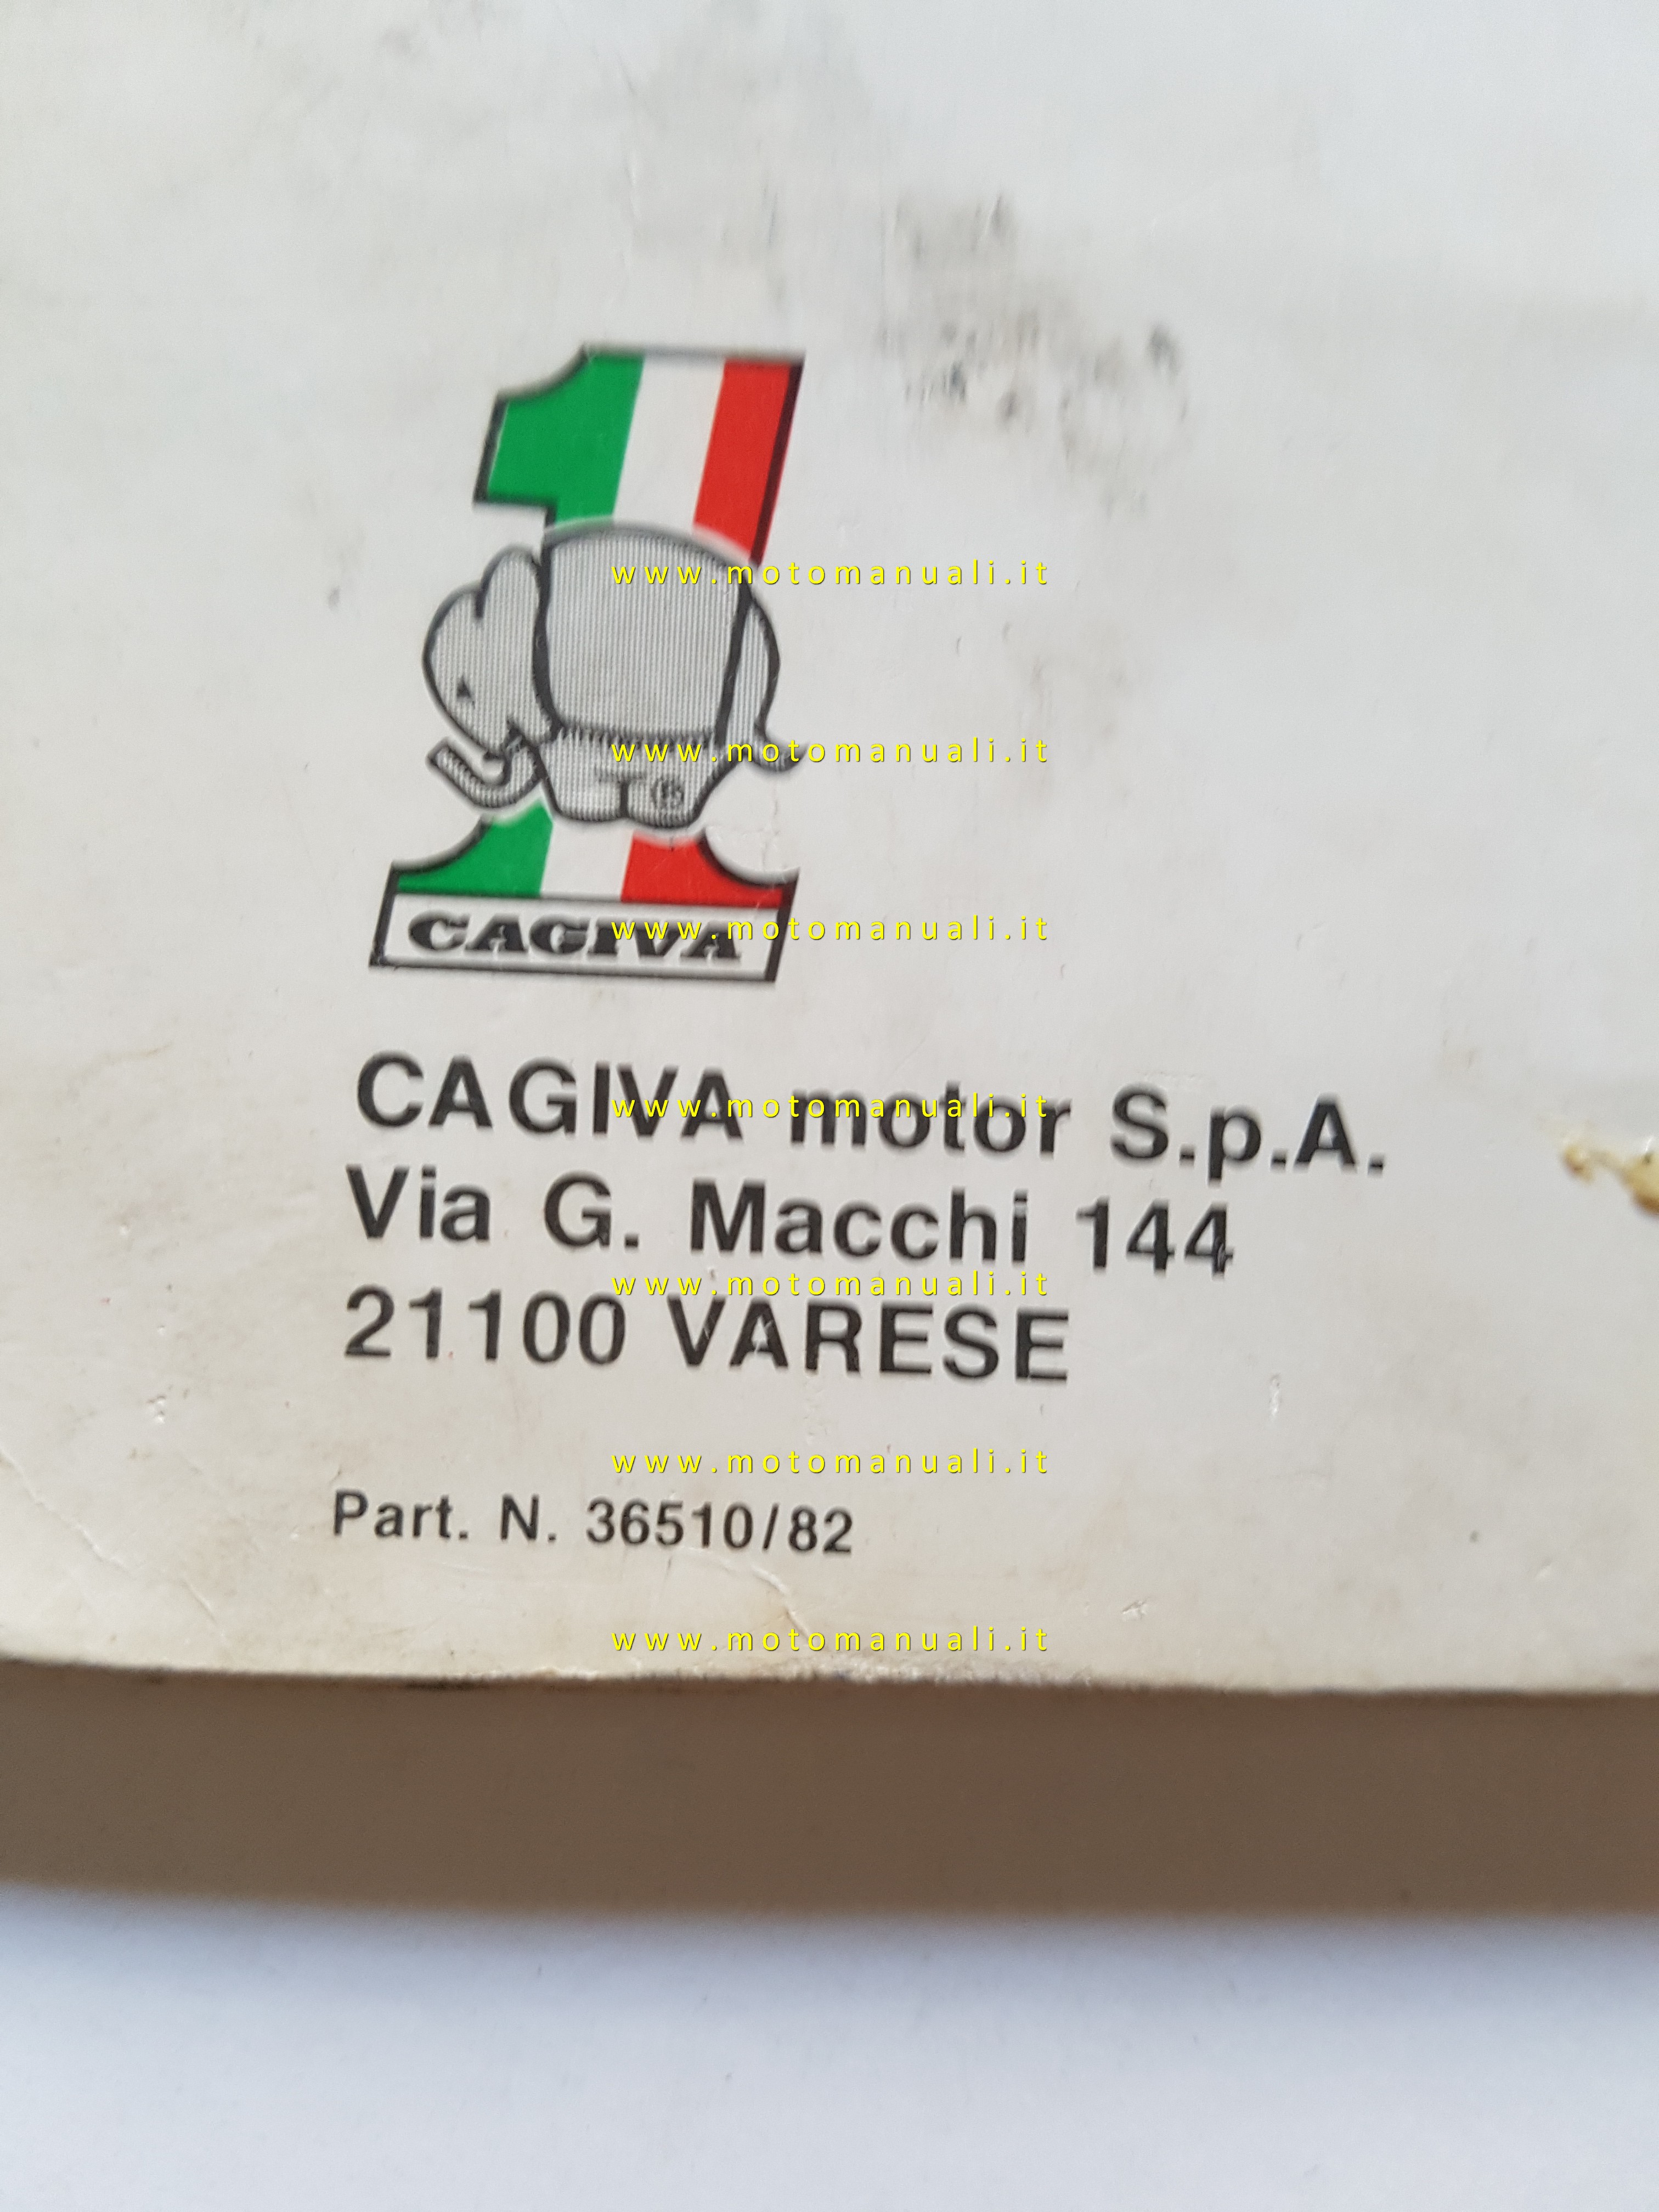 www.motomanuali.it
www.motomanuali.it
®
CAGIVA
www.motomanuali.it
CAGIVA motor S.p.A.
www.motomanuali.it
Via G. Macchi 144
www.motomanuali.it
21100 VARESE
www.motomanuali.it
Part. N. 36510/82
www.motomanuali.it